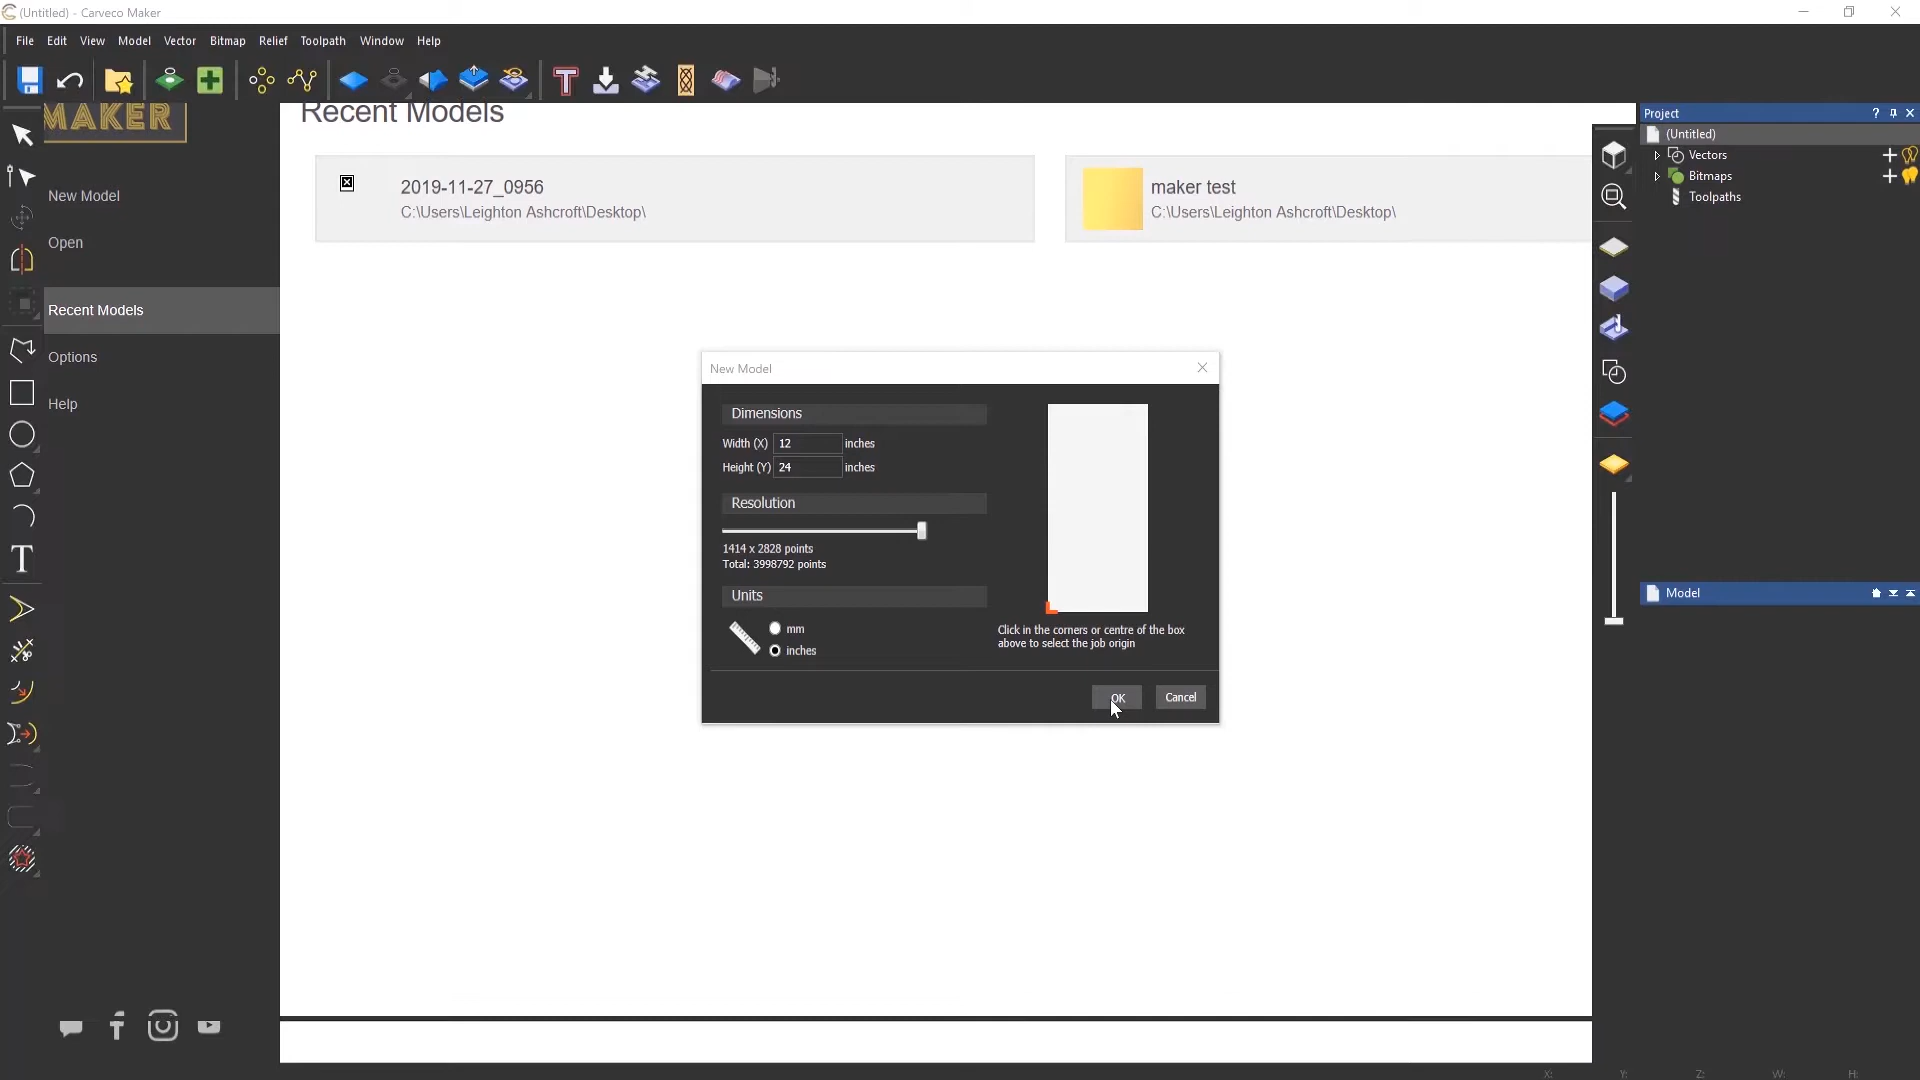 (Untitled) - Carveco Maker
File Edit View Model Vector Bitmap Relief Toolpath Window Help
MAKER
Recent Models
Project
(Untitled)
Vectors
Bitmaps
Toolpaths
New Model
Open
Recent Models
Options
Help
2019-11-27_0956
C:\Users\Leighton Ashcroft\Desktop\
maker test
C:\Users\Leighton Ashcroft\Desktop\
New Model
Dimensions
Width (X) 12 inches
Height (Y) 24 inches
Resolution
1414 x 2828 points
Total: 3998792 points
Units
mm
inches
Click in the corners or centre of the box
above to select the job origin
OK
Cancel
Model
X: Y: Z: W: H: